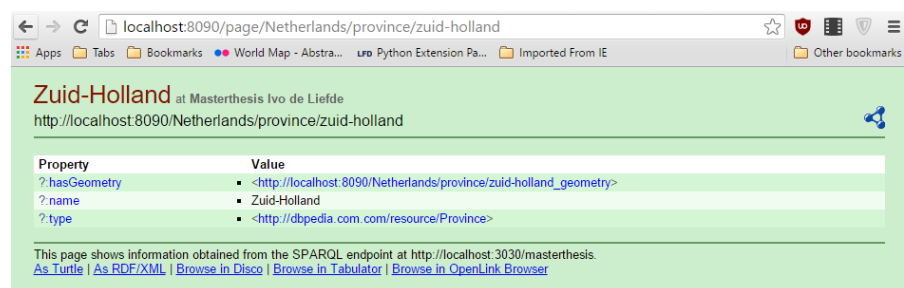 localhost:8090/page/Netherlands/province/zuid-holland
Apps Tabs Bookmarks World Map - Abstra... LFD Python Extension Pa... Imported From IE Other bookmarks
Zuid-Holland at Masterthesis Ivo de Liefde
http://localhost:8090/Netherlands/province/zuid-holland
Property Value
?:hasGeometry <http://localhost:8090/Netherlands/province/zuid-holland_geometry>
?:name Zuid-Holland
?:type <http://dbpedia.com.com/resource/Province>
This page shows information obtained from the SPARQL endpoint at http://localhost:3030/masterthesis.
As Turtle | As RDF/XML | Browse in Disco | Browse in Tabulator | Browse in OpenLink Browser